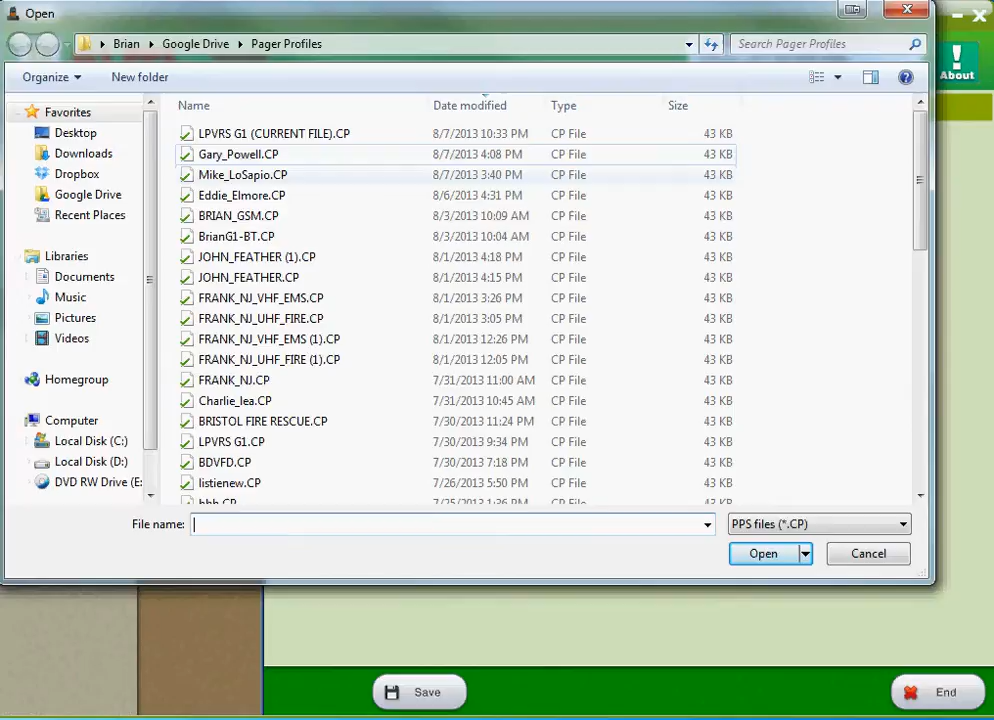 Open
Brian Google Drive Pager Profiles Search Pager Profiles
About
Organize New folder
Name Date modified Type Size
Favorites
Desktop
Downloads
Dropbox
Google Drive
Recent Places
Libraries
Documents
Music
Pictures
Videos
Homegroup
Computer
Local Disk (C:)
Local Disk (D:)
DVD RW Drive (E:
LPVRS G1 (CURRENT FILE).CP 8/7/2013 10:33 PM CP File 43 KB
Gary_Powell.CP 8/7/2013 4:08 PM CP File 43 KB
Mike_LoSapio.CP 8/7/2013 3:40 PM CP File 43 KB
Eddie_Elmore.CP 8/6/2013 4:31 PM CP File 43 KB
BRIAN_GSM.CP 8/3/2013 10:09 AM CP File 43 KB
BrianG1-BT.CP 8/3/2013 10:04 AM CP File 43 KB
JOHN_FEATHER (1).CP 8/1/2013 4:18 PM CP File 43 KB
JOHN_FEATHER.CP 8/1/2013 4:15 PM CP File 43 KB
FRANK_NJ_VHF_EMS.CP 8/1/2013 3:26 PM CP File 43 KB
FRANK_NJ_UHF_FIRE.CP 8/1/2013 3:05 PM CP File 43 KB
FRANK_NJ_VHF_EMS (1).CP 8/1/2013 12:26 PM CP File 43 KB
FRANK_NJ_UHF_FIRE (1).CP 8/1/2013 12:05 PM CP File 43 KB
FRANK_NJ.CP 7/31/2013 11:00 AM CP File 43 KB
Charlie_lea.CP 7/31/2013 10:45 AM CP File 43 KB
BRISTOL FIRE RESCUE.CP 7/30/2013 11:24 PM CP File 43 KB
LPVRS G1.CP 7/30/2013 9:34 PM CP File 43 KB
BDVFD.CP 7/30/2013 7:18 PM CP File 43 KB
listienew.CP 7/26/2013 5:50 PM CP File 43 KB
hhh.CP 7/25/2013 1:36 PM CP File 43 KB
File name: PPS files (*.CP)
Open Cancel
Save End